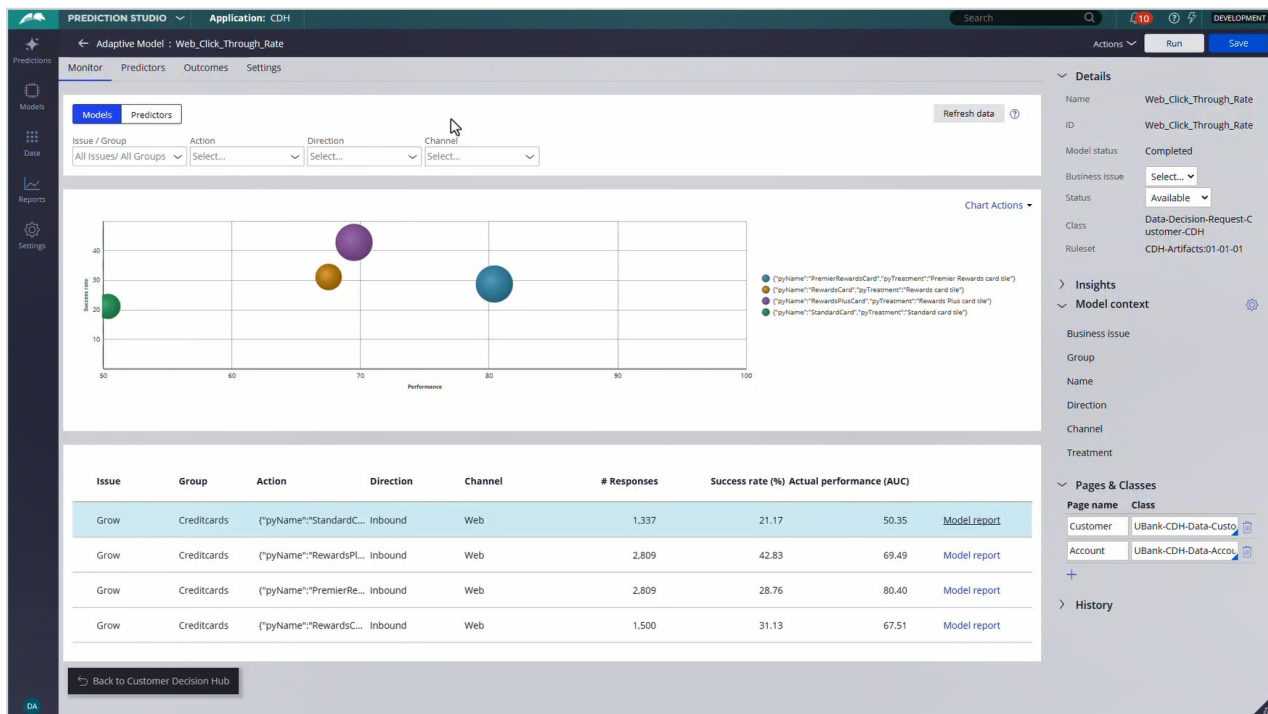 PREDICTION STUDIO Application: CDH Search 10 DEVELOPMENT
Adaptive Model : Web_Click_Through_Rate Actions Run Save
Predictions
Models
Data
Reports
Settings
DA
Monitor Predictors Outcomes Settings
Models Predictors Refresh data
Issue / Group Action Direction Channel
All Issues/ All Groups Select... Select... Select...
Chart Actions
Success rate
40
30
20
10
50 60 70 80 90 100
Performance
{"pyName":"PremierRewardsCard","pyTreatment":"Premier Rewards card tile"}
{"pyName":"RewardsCard","pyTreatment":"Rewards card tile"}
{"pyName":"RewardsPlusCard","pyTreatment":"Rewards Plus card tile"}
{"pyName":"StandardCard","pyTreatment":"Standard card tile"}
Issue Group Action Direction Channel # Responses Success rate (%) Actual performance (AUC)
Grow Creditcards {"pyName":"StandardC... Inbound Web 1,337 21.17 50.35 Model report
Grow Creditcards {"pyName":"RewardsPl... Inbound Web 2,809 42.83 69.49 Model report
Grow Creditcards {"pyName":"PremierRe... Inbound Web 2,809 28.76 80.40 Model report
Grow Creditcards {"pyName":"RewardsC... Inbound Web 1,500 31.13 67.51 Model report
Back to Customer Decision Hub
Details
Name Web_Click_Through_Rate
ID Web_Click_Through_Rate
Model status Completed
Business issue Select...
Status Available
Class Data-Decision-Request-C
ustomer-CDH
Ruleset CDH-Artifacts:01-01-01
Insights
Model context
Business issue
Group
Name
Direction
Channel
Treatment
Pages & Classes
Page name Class
Customer UBank-CDH-Data-Custo
Account UBank-CDH-Data-Accou
History